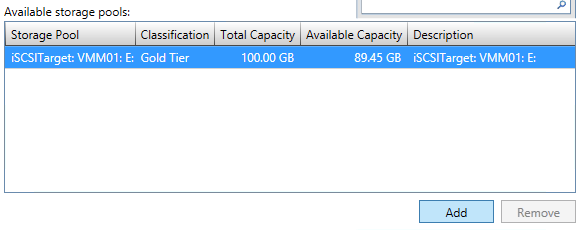 Available storage pools:
Storage Pool Classification Total Capacity Available Capacity Description
iSCSITarget: VMM01: E: Gold Tier 100.00 GB 89.45 GB iSCSITarget: VMM01: E:
Add Remove